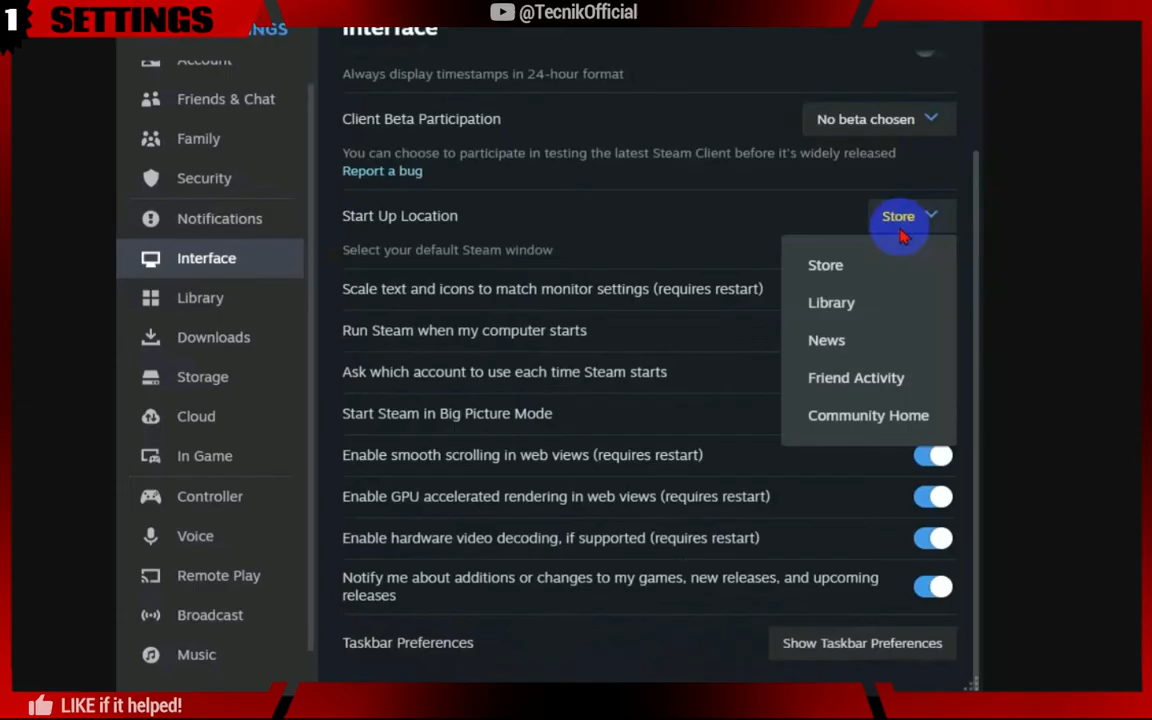 1
SETTINGS
@TecnikOfficial
Interface
Account
Always display timestamps in 24-hour format
Friends & Chat
Client Beta Participation
No beta chosen
Family
You can choose to participate in testing the latest Steam Client before it's widely released
Report a bug
Security
Notifications
Start Up Location
Store
Select your default Steam window
Interface
Store
Scale text and icons to match monitor settings (requires restart)
Library
Library
Run Steam when my computer starts
Downloads
News
Ask which account to use each time Steam starts
Storage
Friend Activity
Start Steam in Big Picture Mode
Cloud
Community Home
Enable smooth scrolling in web views (requires restart)
In Game
Enable GPU accelerated rendering in web views (requires restart)
Controller
Enable hardware video decoding, if supported (requires restart)
Voice
Notify me about additions or changes to my games, new releases, and upcoming
releases
Remote Play
Broadcast
Taskbar Preferences
Show Taskbar Preferences
Music
LIKE if it helped!